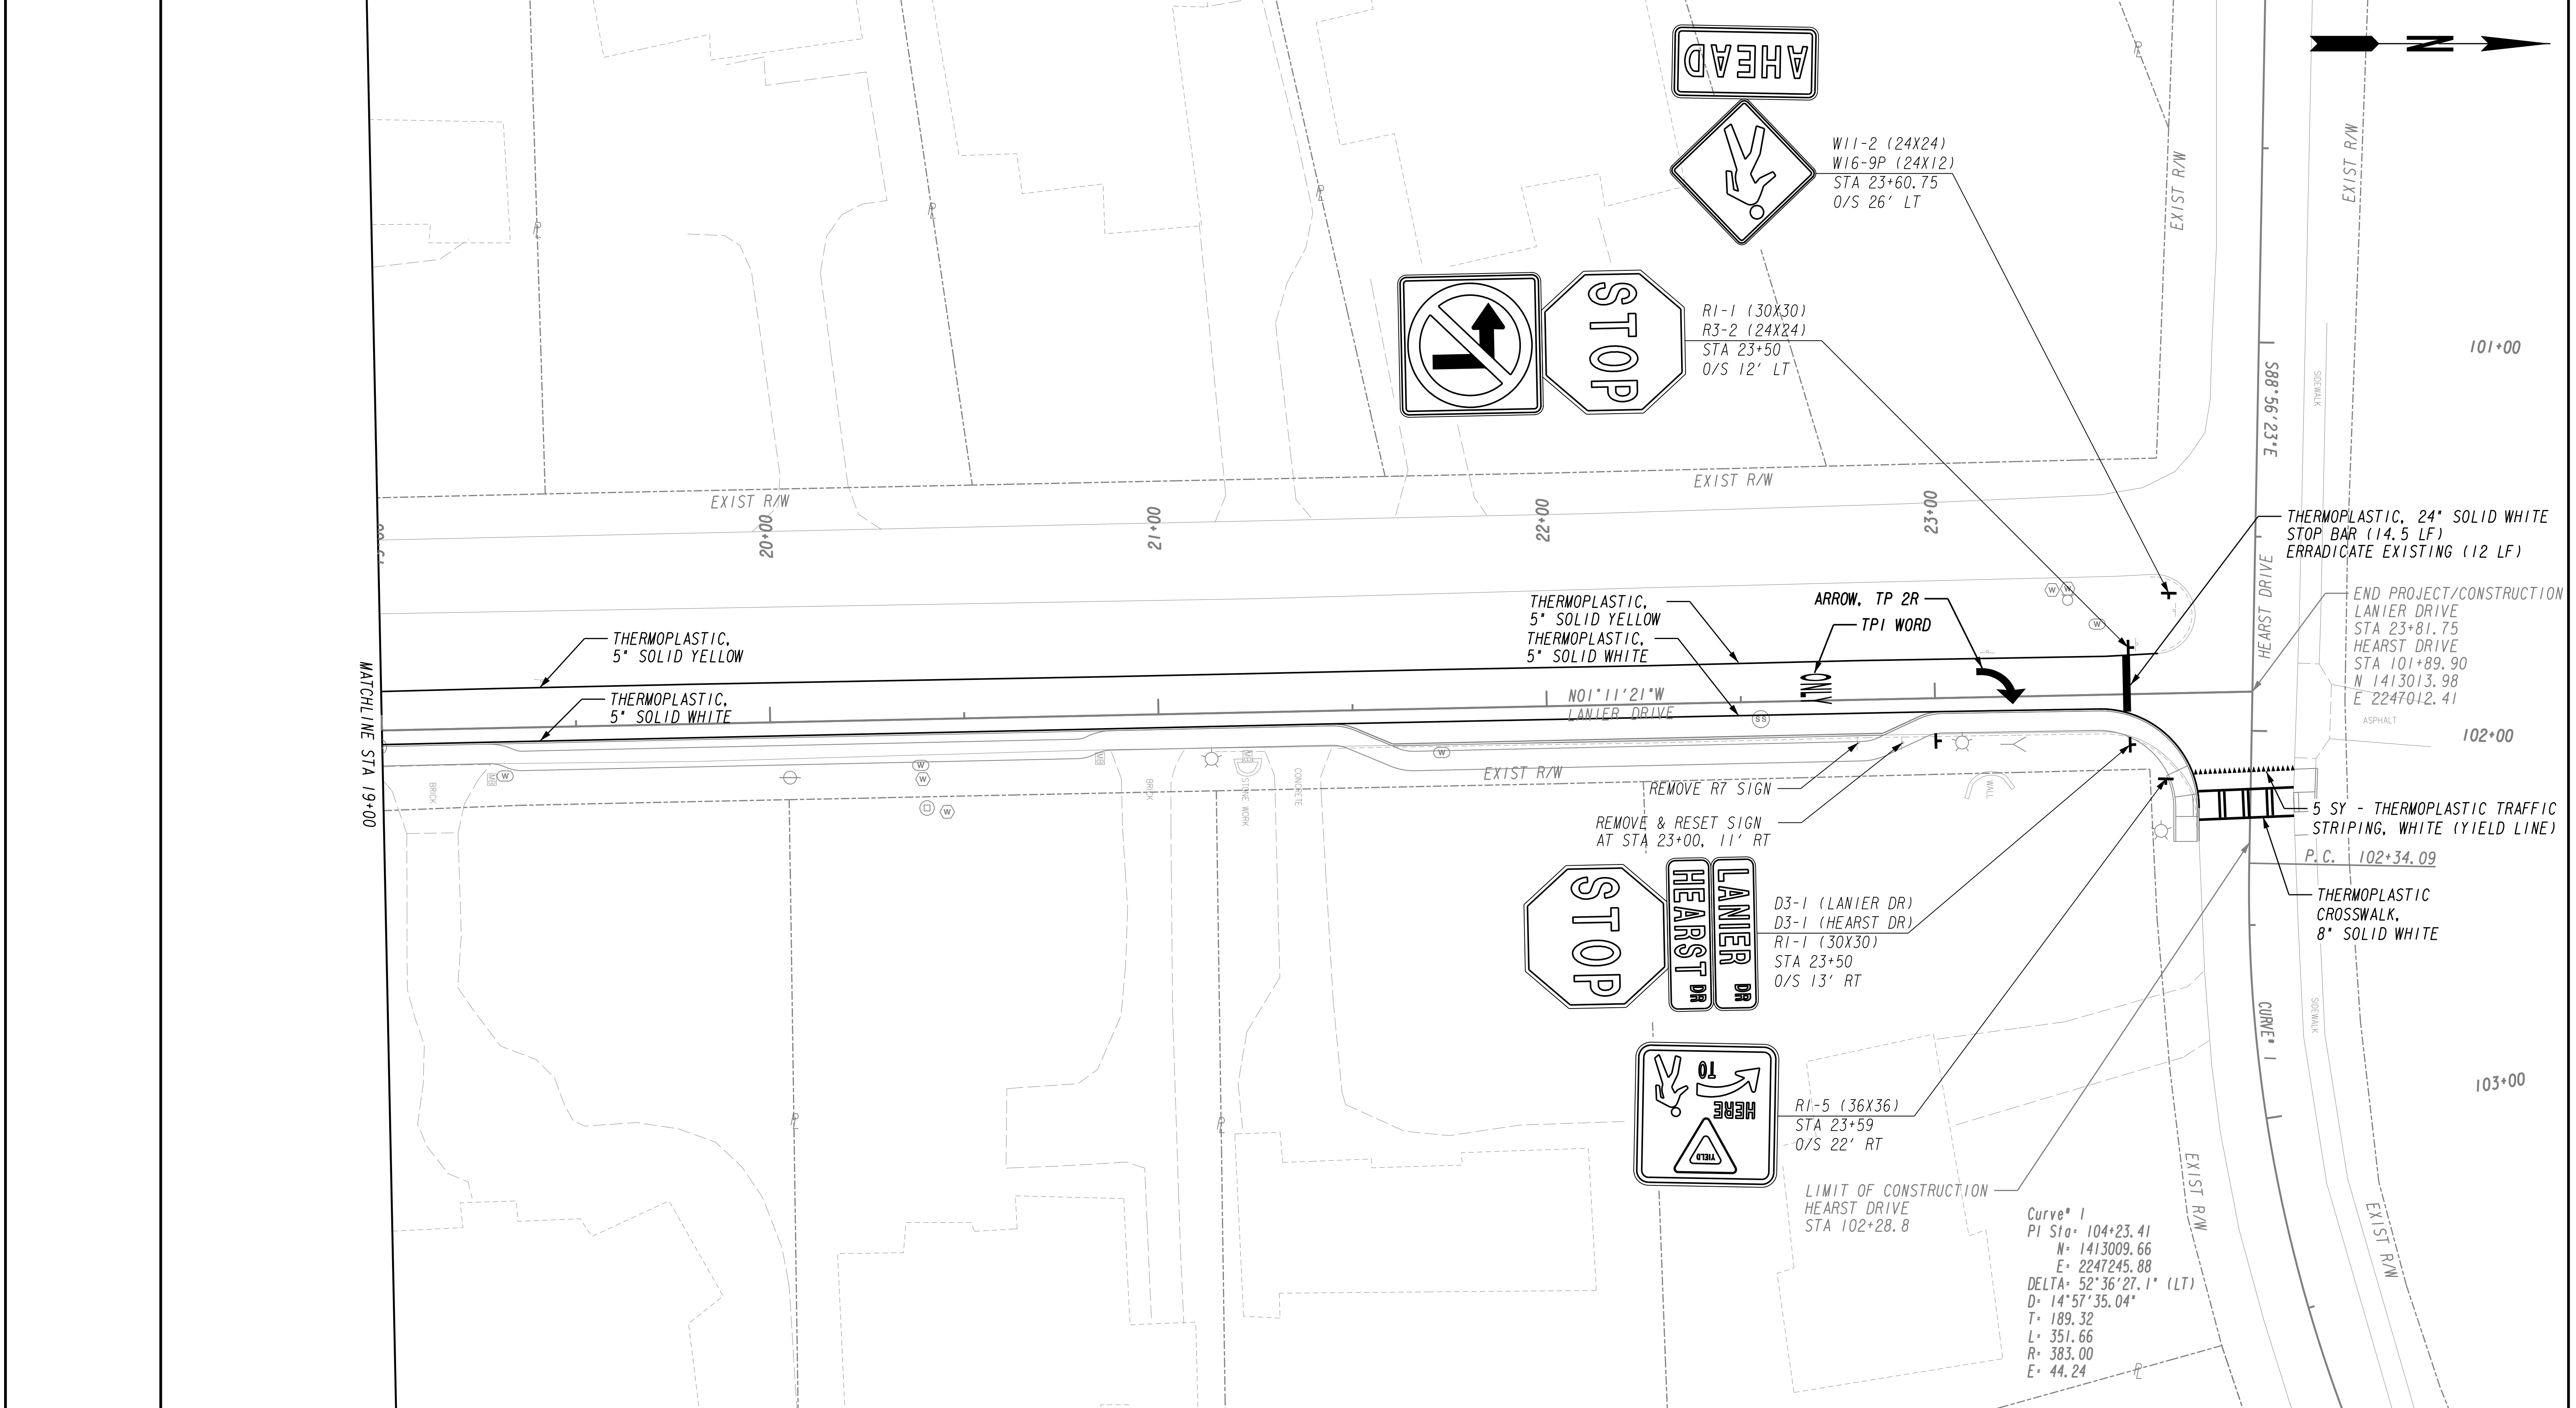 AHEAD
W11-2 (24X24)
W16-9P (24X12)
STA 23+60.75
O/S 26' LT
STOP
R1-1 (30X30)
R3-2 (24X24)
STA 23+50
O/S 12' LT
N
EXIST R/W
EXIST R/W
101+00
S88°56'23"E
SIDEWALK
EXIST R/W
EXIST R/W
20+00
21+00
22+00
23+00
THERMOPLASTIC, 24" SOLID WHITE
STOP BAR (14.5 LF)
ERRADICATE EXISTING (12 LF)
HEARST DRIVE
END PROJECT/CONSTRUCTION
LANIER DRIVE
STA 23+81.75
HEARST DRIVE
STA 101+89.90
N 1413013.98
E 2247012.41
ASPHALT
102+00
THERMOPLASTIC,
5" SOLID YELLOW
THERMOPLASTIC,
5" SOLID WHITE
THERMOPLASTIC,
5" SOLID YELLOW
THERMOPLASTIC,
5" SOLID WHITE
ARROW, TP 2R
TP1 WORD
ONLY
N01°11'21"W
LANIER DRIVE
SS
W
W
W
W
W
W
W
W
W
MATCHLINE STA 19+00
BRICK
BRICK
STONE WORK
CONCRETE
EXIST R/W
WALL
REMOVE R7 SIGN
REMOVE & RESET SIGN
AT STA 23+00, 11' RT
5 SY - THERMOPLASTIC TRAFFIC
STRIPING, WHITE (YIELD LINE)
P.C. 102+34.09
THERMOPLASTIC
CROSSWALK,
8" SOLID WHITE
STOP
HEARST DR
LANIER DR
D3-1 (LANIER DR)
D3-1 (HEARST DR)
R1-1 (30X30)
STA 23+50
O/S 13' RT
YIELD
HERE
TO
R1-5 (36X36)
STA 23+59
O/S 22' RT
SIDEWALK
CURVE# 1
103+00
LIMIT OF CONSTRUCTION
HEARST DRIVE
STA 102+28.8
EXIST R/W
EXIST R/W
Curve# 1
PI Sta= 104+23.41
N= 1413009.66
E= 2247245.88
DELTA= 52°36'27.1" (LT)
D= 14°57'35.04"
T= 189.32
L= 351.66
R= 383.00
E= 44.24